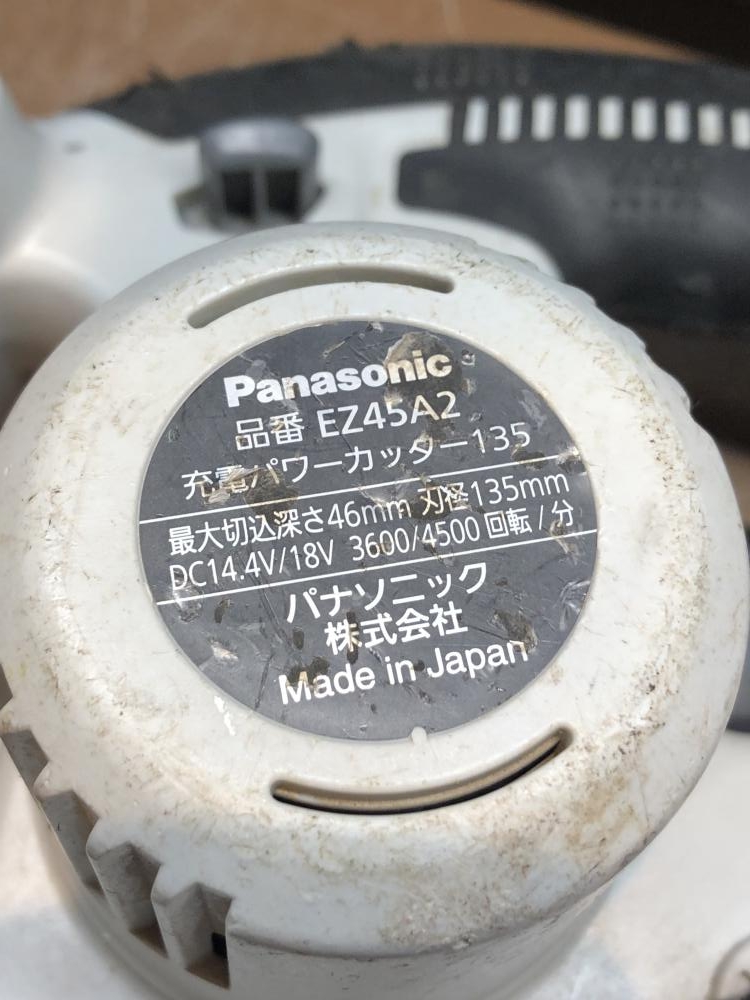 Panasonic
品番 EZ45A2
充電パワーカッター135
最大切込深さ46mm 刃径135mm
DC14.4V/18V 3600/4500 回転/分
パナソニック
株式会社
Made in Japan